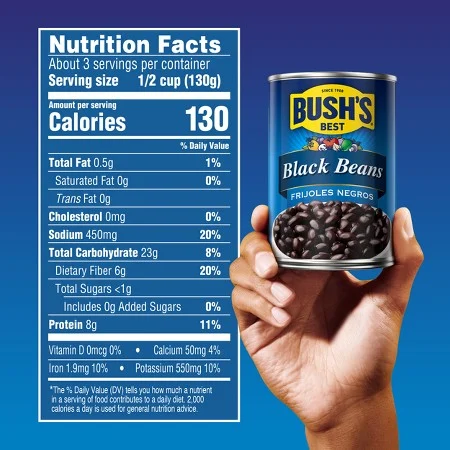 Nutrition Facts
About 3 servings per container
Serving size 1/2 cup (130g)
Amount per serving
Calories 130
% Daily Value
Total Fat 0.5g 1%
Saturated Fat 0g 0%
Trans Fat 0g
Cholesterol 0mg 0%
Sodium 450mg 20%
Total Carbohydrate 23g 8%
Dietary Fiber 6g 20%
Total Sugars <1g
Includes 0g Added Sugars 0%
Protein 8g 11%
Vitamin D 0mcg 0% • Calcium 50mg 4%
Iron 1.9mg 10% • Potassium 550mg 10%
*The % Daily Value (DV) tells you how much a nutrient
in a serving of food contributes to a daily diet. 2,000
calories a day is used for general nutrition advice.
SINCE 1908
BUSH'S
BEST
Black Beans
FRIJOLES NEGROS